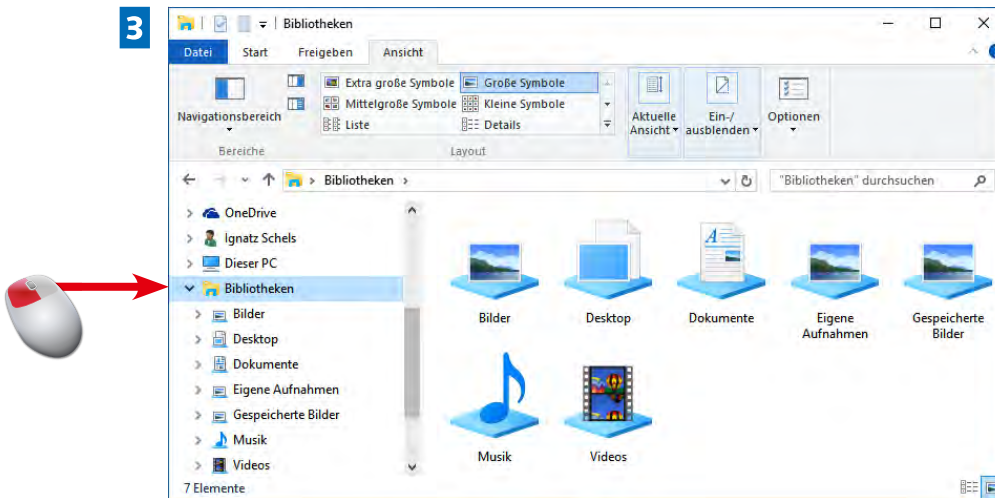 3
Bibliotheken
Datei Start Freigeben Ansicht
Extra große Symbole Große Symbole
Mittelgroße Symbole Kleine Symbole
Liste Details
Navigationsbereich
Aktuelle Ansicht
Ein-/ausblenden
Optionen
Bereiche Layout
Bibliotheken
"Bibliotheken" durchsuchen
OneDrive
Ignatz Schels
Dieser PC
Bibliotheken
Bilder
Desktop
Dokumente
Eigene Aufnahmen
Gespeicherte Bilder
Musik
Videos
Bilder Desktop Dokumente Eigene Aufnahmen Gespeicherte Bilder
Musik Videos
7 Elemente